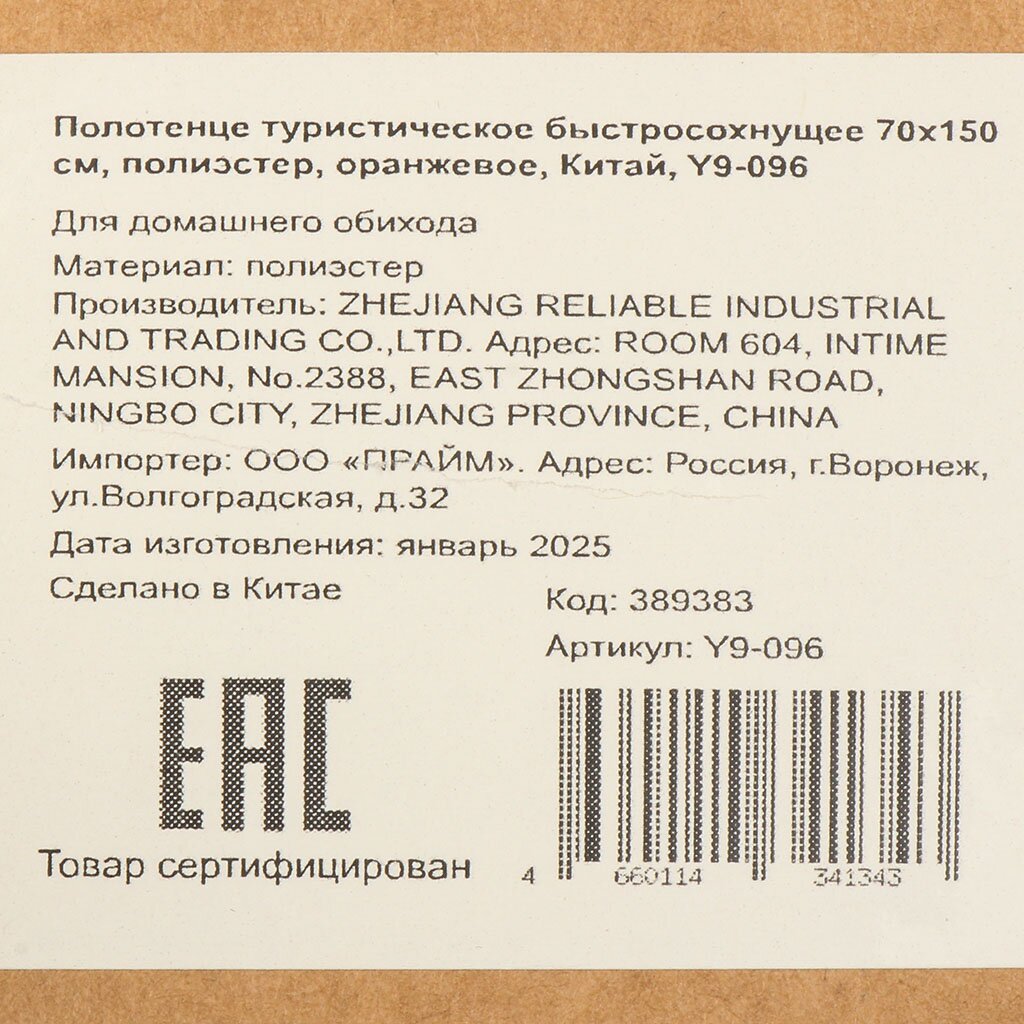 Полотенце туристическое быстросохнущее 70х150
см, полиэстер, оранжевое, Китай, Y9-096
Для домашнего обихода
Материал: полиэстер
Производитель: ZHEJIANG RELIABLE INDUSTRIAL
AND TRADING CO.,LTD. Адрес: ROOM 604, INTIME
MANSION, No.2388, EAST ZHONGSHAN ROAD,
NINGBO CITY, ZHEJIANG PROVINCE, CHINA
Импортер: ООО «ПРАЙМ». Адрес: Россия, г.Воронеж,
ул.Волгоградская, д.32
Дата изготовления: январь 2025
Сделано в Китае
Код: 389383
Артикул: Y9-096
EAC
Товар сертифицирован
4 660114 341343